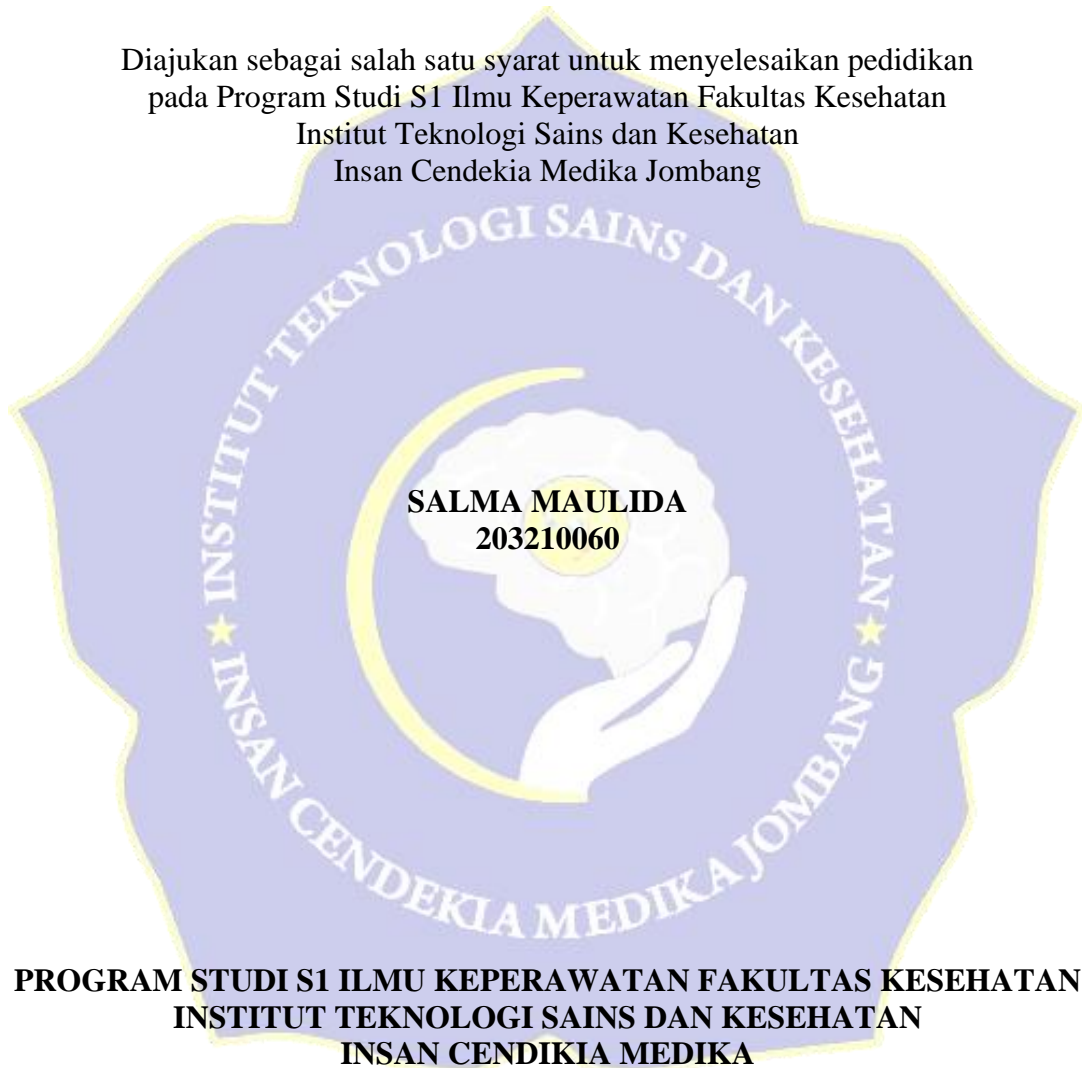 Diajukan sebagai salah satu syarat untuk menyelesaikan pedidikan
pada Program Studi S1 Ilmu Keperawatan Fakultas Kesehatan
Institut Teknologi Sains dan Kesehatan
Insan Cendekia Medika Jombang
INSTITUT TEKNOLOGI SAINS DAN KESEHATAN
SALMA MAULIDA
203210060
INSAN CENDEKIA MEDIKA JOMBANG
PROGRAM STUDI S1 ILMU KEPERAWATAN FAKULTAS KESEHATAN
INSTITUT TEKNOLOGI SAINS DAN KESEHATAN
INSAN CENDIKIA MEDIKA